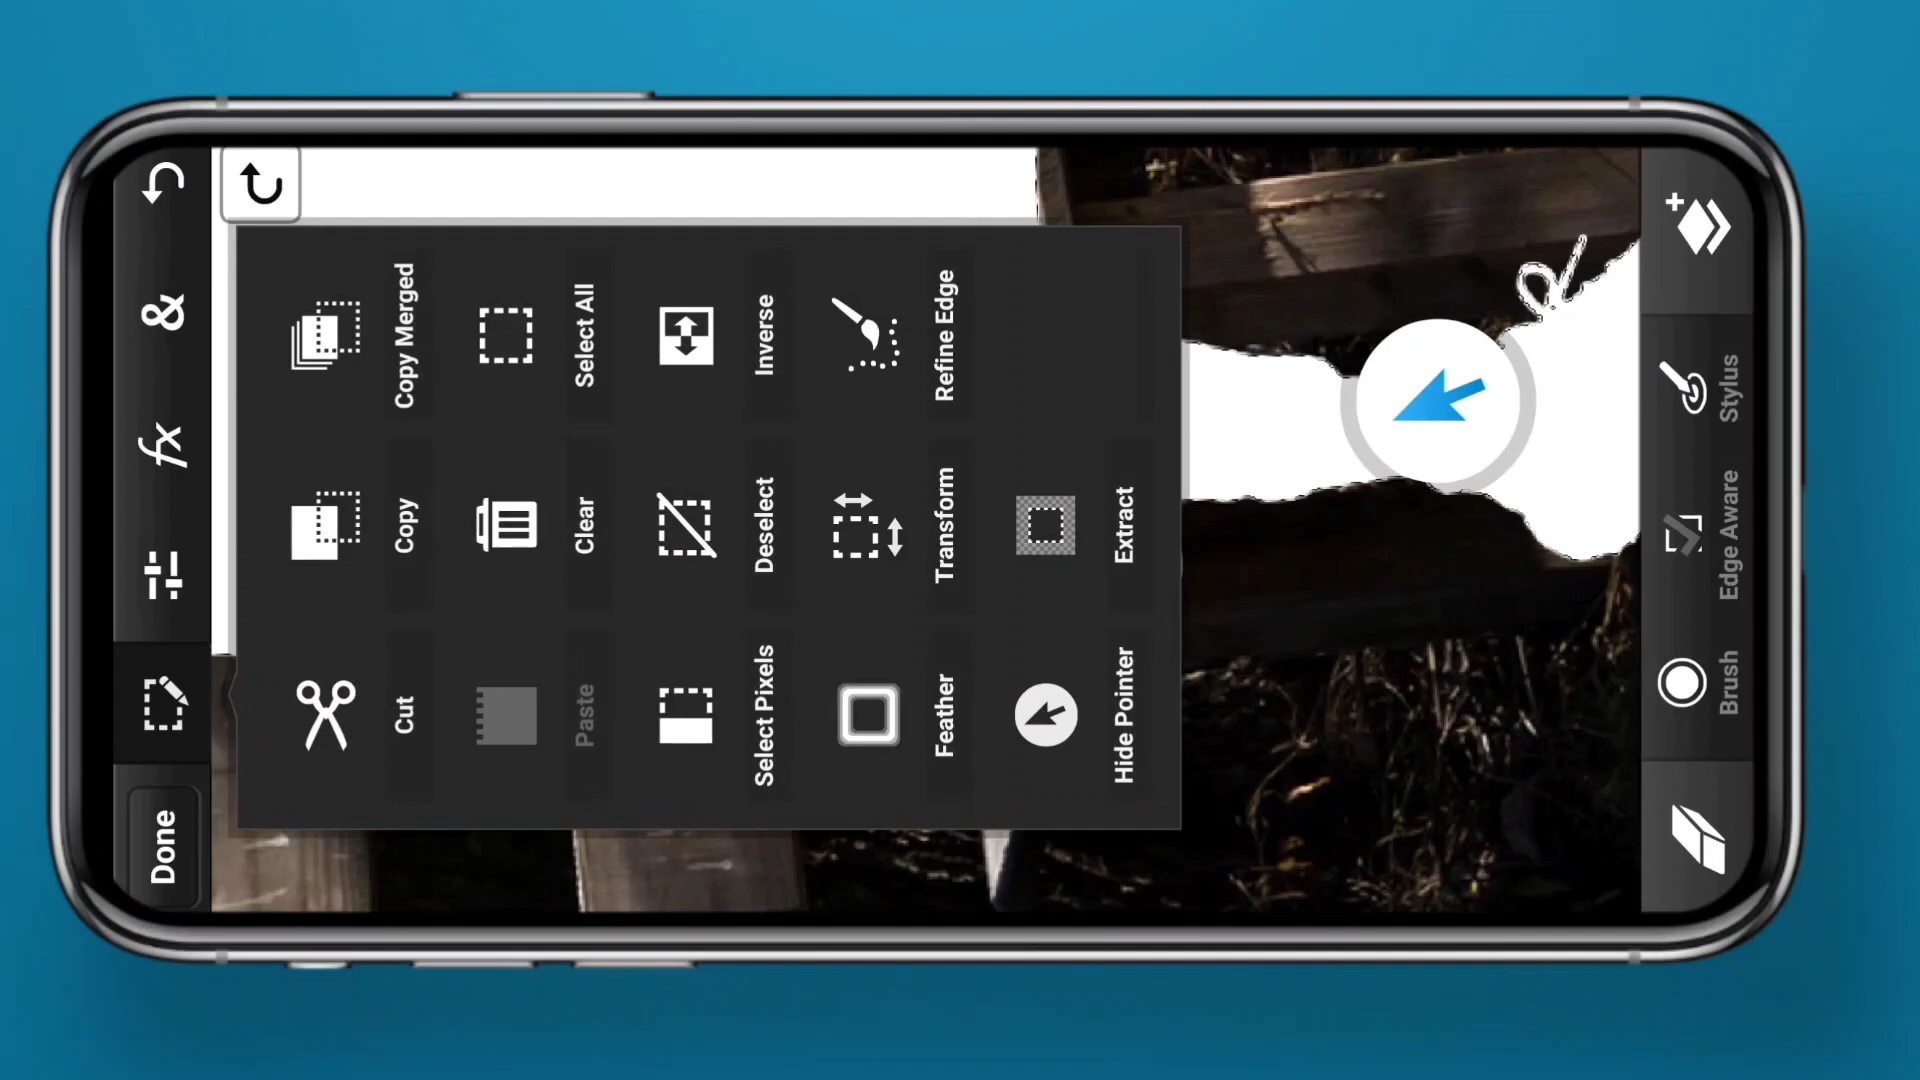 Done
&
fx
Cut
Copy
Copy Merged
Paste
Clear
Select All
Select Pixels
Deselect
Inverse
Feather
Transform
Refine Edge
Hide Pointer
Extract
Brush
Edge Aware
Stylus